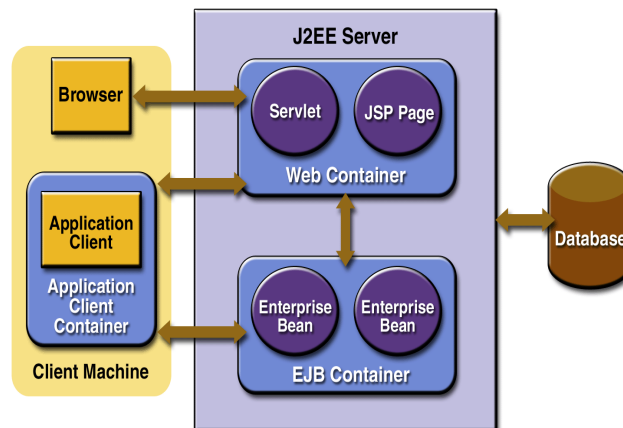 J2EE Server
Browser
Servlet
JSP Page
Web Container
Application
Client
Application
Client
Container
Client Machine
Enterprise
Bean
Enterprise
Bean
EJB Container
Database